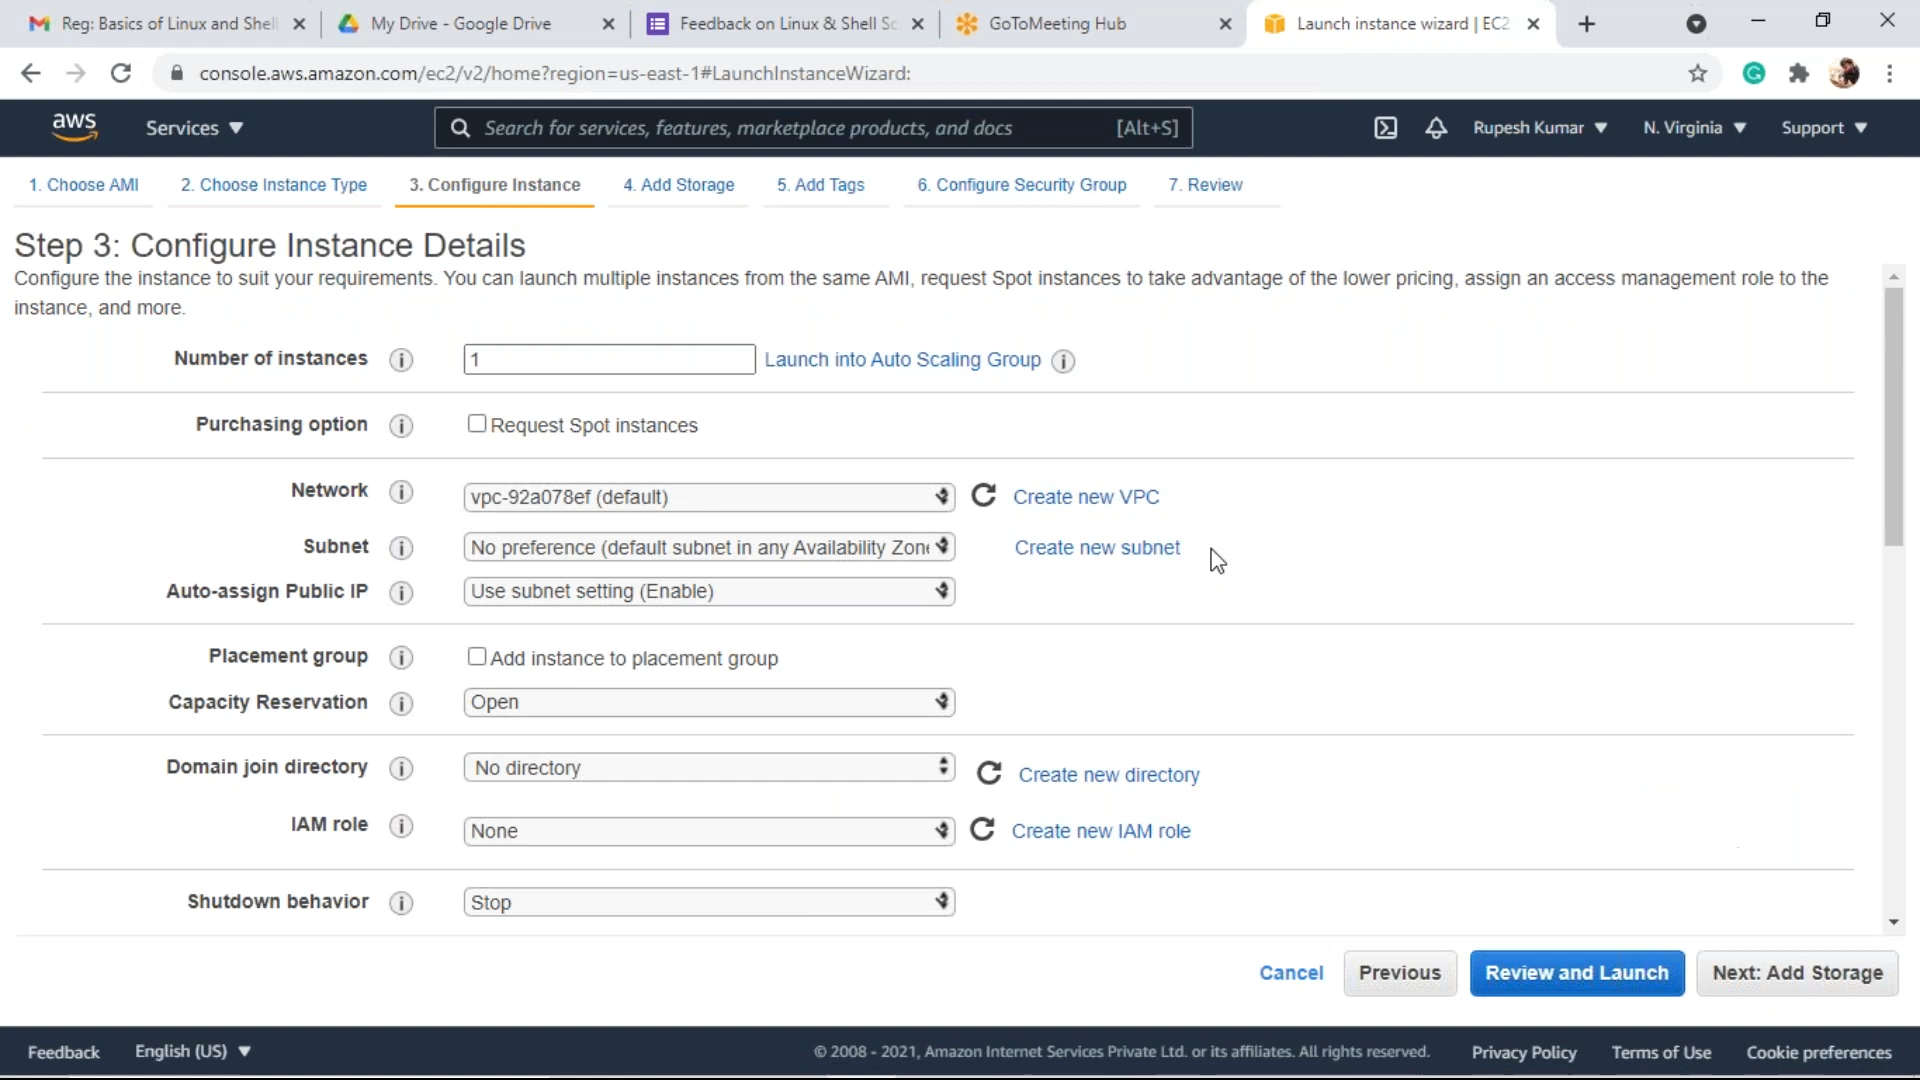 Reg: Basics of Linux and Shell
My Drive - Google Drive
Feedback on Linux & Shell Sc
GoToMeeting Hub
Launch instance wizard | EC2
console.aws.amazon.com/ec2/v2/home?region=us-east-1#LaunchInstanceWizard:
aws
Services
Search for services, features, marketplace products, and docs [Alt+S]
Rupesh Kumar
N. Virginia
Support
1. Choose AMI
2. Choose Instance Type
3. Configure Instance
4. Add Storage
5. Add Tags
6. Configure Security Group
7. Review
Step 3: Configure Instance Details
Configure the instance to suit your requirements. You can launch multiple instances from the same AMI, request Spot instances to take advantage of the lower pricing, assign an access management role to the
instance, and more.
Number of instances i 1 Launch into Auto Scaling Group i
Purchasing option i Request Spot instances
Network i vpc-92a078ef (default) Create new VPC
Subnet i No preference (default subnet in any Availability Zone Create new subnet
Auto-assign Public IP i Use subnet setting (Enable)
Placement group i Add instance to placement group
Capacity Reservation i Open
Domain join directory i No directory Create new directory
IAM role i None Create new IAM role
Shutdown behavior i Stop
Cancel
Previous
Review and Launch
Next: Add Storage
Feedback
English (US)
© 2008 - 2021, Amazon Internet Services Private Ltd. or its affiliates. All rights reserved.
Privacy Policy
Terms of Use
Cookie preferences